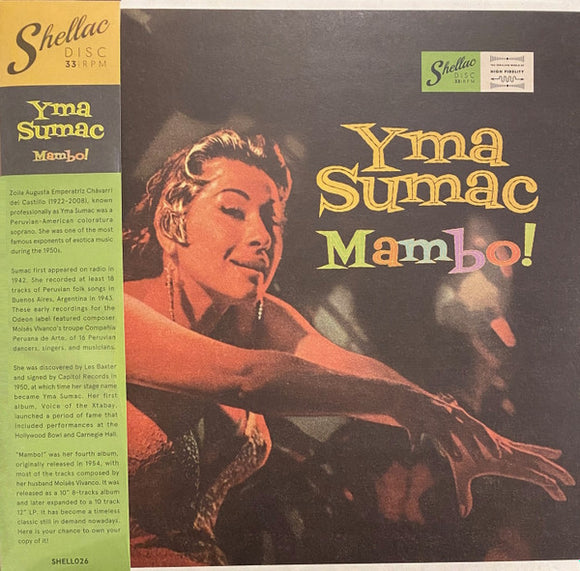 Shellac
DISC
33⅓RPM
Yma
Sumac
Mambo!
Zoila Augusta Emperatriz Chávarri
del Castillo (1922-2008), known
professionally as Yma Sumac was a
Peruvian-American coloratura
soprano. She was one of the most
famous exponents of exotica music
during the 1950s.
Sumac first appeared on radio in
1942. She recorded at least 18
tracks of Peruvian folk songs in
Buenos Aires, Argentina in 1943.
These early recordings for the
Odeon label featured composer
Moisés Vivanco's troupe Compañía
Peruana de Arte, of 16 Peruvian
dancers, singers, and musicians.
She was discovered by Les Baxter
and signed by Capitol Records in
1950, at which time her stage name
became Yma Sumac. Her first
album, Voice of the Xtabay,
launched a period of fame that
included performances at the
Hollywood Bowl and Carnegie Hall.
"Mambo!" was her fourth album,
originally released in 1954, with
most of the tracks composed by
her husband Moisés Vivanco. It was
released as a 10" 8-tracks album
and later expanded to a 10 track
12" LP. It has become a timeless
classic still in demand nowadays.
Here is your chance to own your
copy of it!
SHELL026
Shellac
DISC
33⅓RPM
THE THRILLING WORLD OF
HIGH FIDELITY
Yma
Sumac
Mambo!